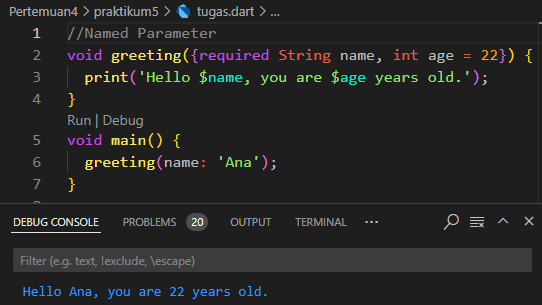 Pertemuan4 > praktikum5 > tugas.dart > ...
1 //Named Parameter
2 void greeting({required String name, int age = 22}) {
3 print('Hello $name, you are $age years old.');
4 }
Run | Debug
5 void main() {
6 greeting(name: 'Ana');
7 }
DEBUG CONSOLE PROBLEMS 20 OUTPUT TERMINAL ...
Filter (e.g. text, !exclude, \escape)
Hello Ana, you are 22 years old.